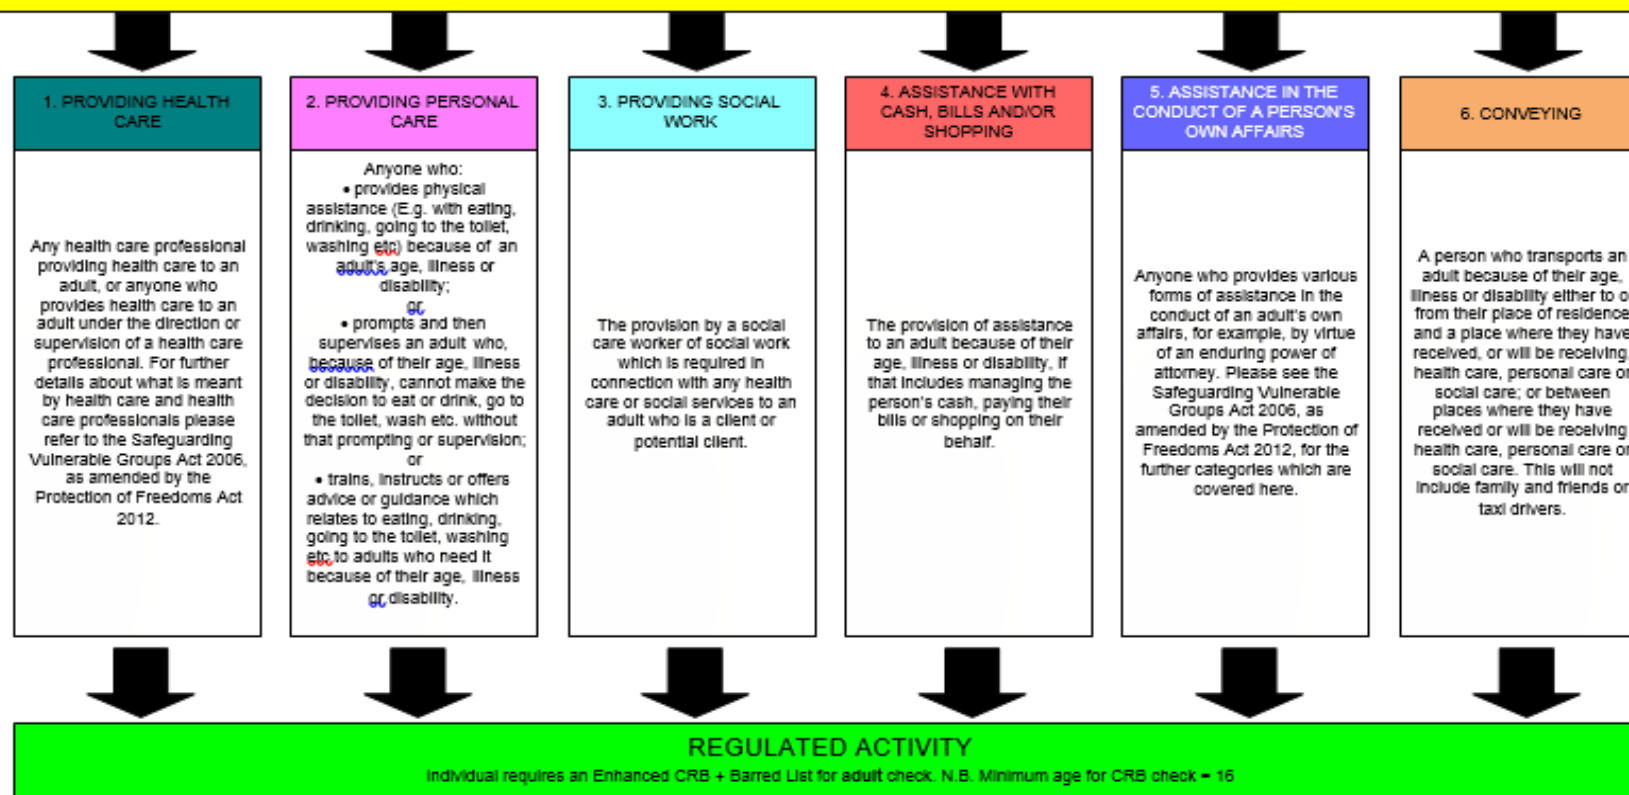 1. PROVIDING HEALTH
CARE
Any health care professional
providing health care to an
adult, or anyone who
provides health care to an
adult under the direction or
supervision of a health care
professional. For further
details about what is meant
by health care and health
care professionals please
refer to the Safeguarding
Vulnerable Groups Act 2006,
as amended by the
Protection of Freedoms Act
2012.
2. PROVIDING PERSONAL
CARE
Anyone who:
• provides physical
assistance (E.g. with eating,
drinking, going to the toilet,
washing etc) because of an
adult's age, illness or
disability;
or
• prompts and then
supervises an adult who,
because of their age, illness
or disability, cannot make the
decision to eat or drink, go to
the toilet, wash etc. without
that prompting or supervision;
or
• trains, instructs or offers
advice or guidance which
relates to eating, drinking,
going to the toilet, washing
etc to adults who need it
because of their age, illness
or disability.
3. PROVIDING SOCIAL
WORK
The provision by a social
care worker of social work
which is required in
connection with any health
care or social services to an
adult who is a client or
potential client.
4. ASSISTANCE WITH
CASH, BILLS AND/OR
SHOPPING
The provision of assistance
to an adult because of their
age, illness or disability, if
that includes managing the
person's cash, paying their
bills or shopping on their
behalf.
5. ASSISTANCE IN THE
CONDUCT OF A PERSON'S
OWN AFFAIRS
Anyone who provides various
forms of assistance in the
conduct of an adult's own
affairs, for example, by virtue
of an enduring power of
attorney. Please see the
Safeguarding Vulnerable
Groups Act 2006, as
amended by the Protection of
Freedoms Act 2012, for the
further categories which are
covered here.
6. CONVEYING
A person who transports an
adult because of their age,
illness or disability either to or
from their place of residence
and a place where they have
received, or will be receiving,
health care, personal care or
social care; or between
places where they have
received or will be receiving
health care, personal care or
social care. This will not
include family and friends or
taxi drivers.
REGULATED ACTIVITY
Individual requires an Enhanced CRB + Barred List for adult check. N.B. Minimum age for CRB check = 16